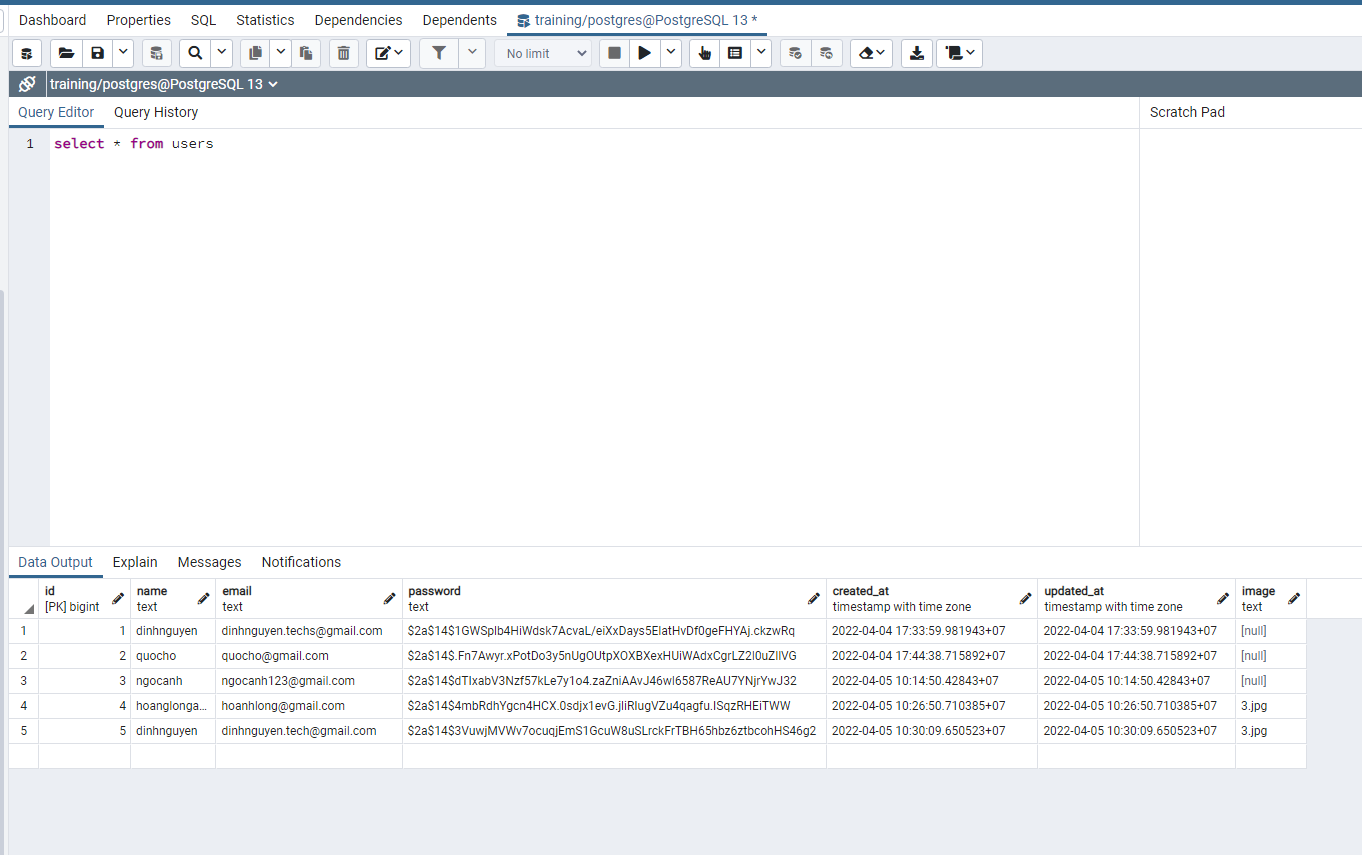 Dashboard Properties SQL Statistics Dependencies Dependents training/postgres@PostgreSQL 13 *
No limit
training/postgres@PostgreSQL 13
Query Editor Query History Scratch Pad
1 select * from users
Data Output Explain Messages Notifications
id name email password created_at updated_at image
[PK] bigint text text text timestamp with time zone timestamp with time zone text
1 1 dinhnguyen dinhnguyen.techs@gmail.com $2a$14$1GWSpIb4HiWdsk7AcvaL/eiXxDays5ElatHvDf0geFHYAj.ckzwRq 2022-04-04 17:33:59.981943+07 2022-04-04 17:33:59.981943+07 [null]
2 2 quocho quocho@gmail.com $2a$14$.Fn7Awyr.xPotDo3y5nUgOUtpXOXBXexHUiWAdxCgrLZ2I0uZIIVG 2022-04-04 17:44:38.715892+07 2022-04-04 17:44:38.715892+07 [null]
3 3 ngocanh ngocanh123@gmail.com $2a$14$dTIxabV3Nzf57kLe7y1o4.zaZniAAvJ46wI6587ReAU7YNjrYwJ32 2022-04-05 10:14:50.42843+07 2022-04-05 10:14:50.42843+07 [null]
4 4 hoanglonga... hoanhlong@gmail.com $2a$14$4mbRdhYgcn4HCX.0sdjx1evG.jIiRlugVZu4qagfu.ISqzRHEiTWW 2022-04-05 10:26:50.710385+07 2022-04-05 10:26:50.710385+07 3.jpg
5 5 dinhnguyen dinhnguyen.tech@gmail.com $2a$14$3VuwjMVWv7ocuqjEmS1GcuW8uSLrckFrTBH65hbz6ztbcohHS46g2 2022-04-05 10:30:09.650523+07 2022-04-05 10:30:09.650523+07 3.jpg